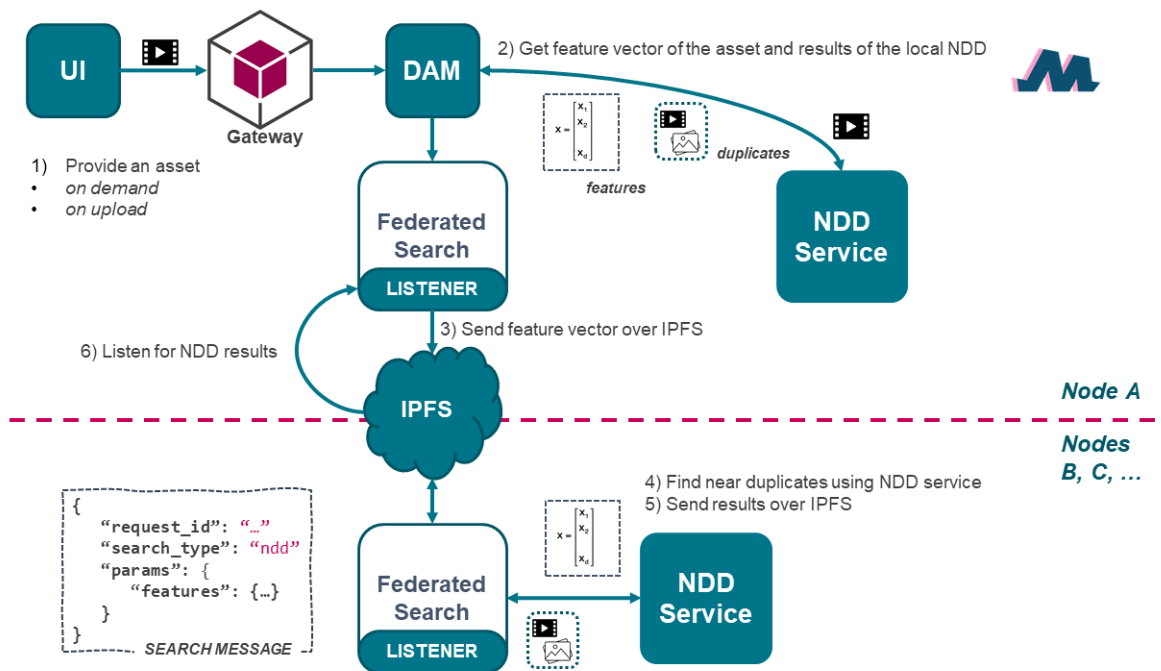 UI
Gateway
DAM
2) Get feature vector of the asset and results of the local NDD
1) Provide an asset
• on demand
• on upload
x =
x1
x2
xd
features
duplicates
NDD
Service
Federated
Search
LISTENER
3) Send feature vector over IPFS
6) Listen for NDD results
IPFS
Node A
Nodes
B, C, …
{
“request_id”: “…”
“search_type”: “ndd”
“params”: {
“features”: {…}
}
}
SEARCH MESSAGE
4) Find near duplicates using NDD service
5) Send results over IPFS
x =
x1
x2
xd
Federated
Search
LISTENER
NDD
Service